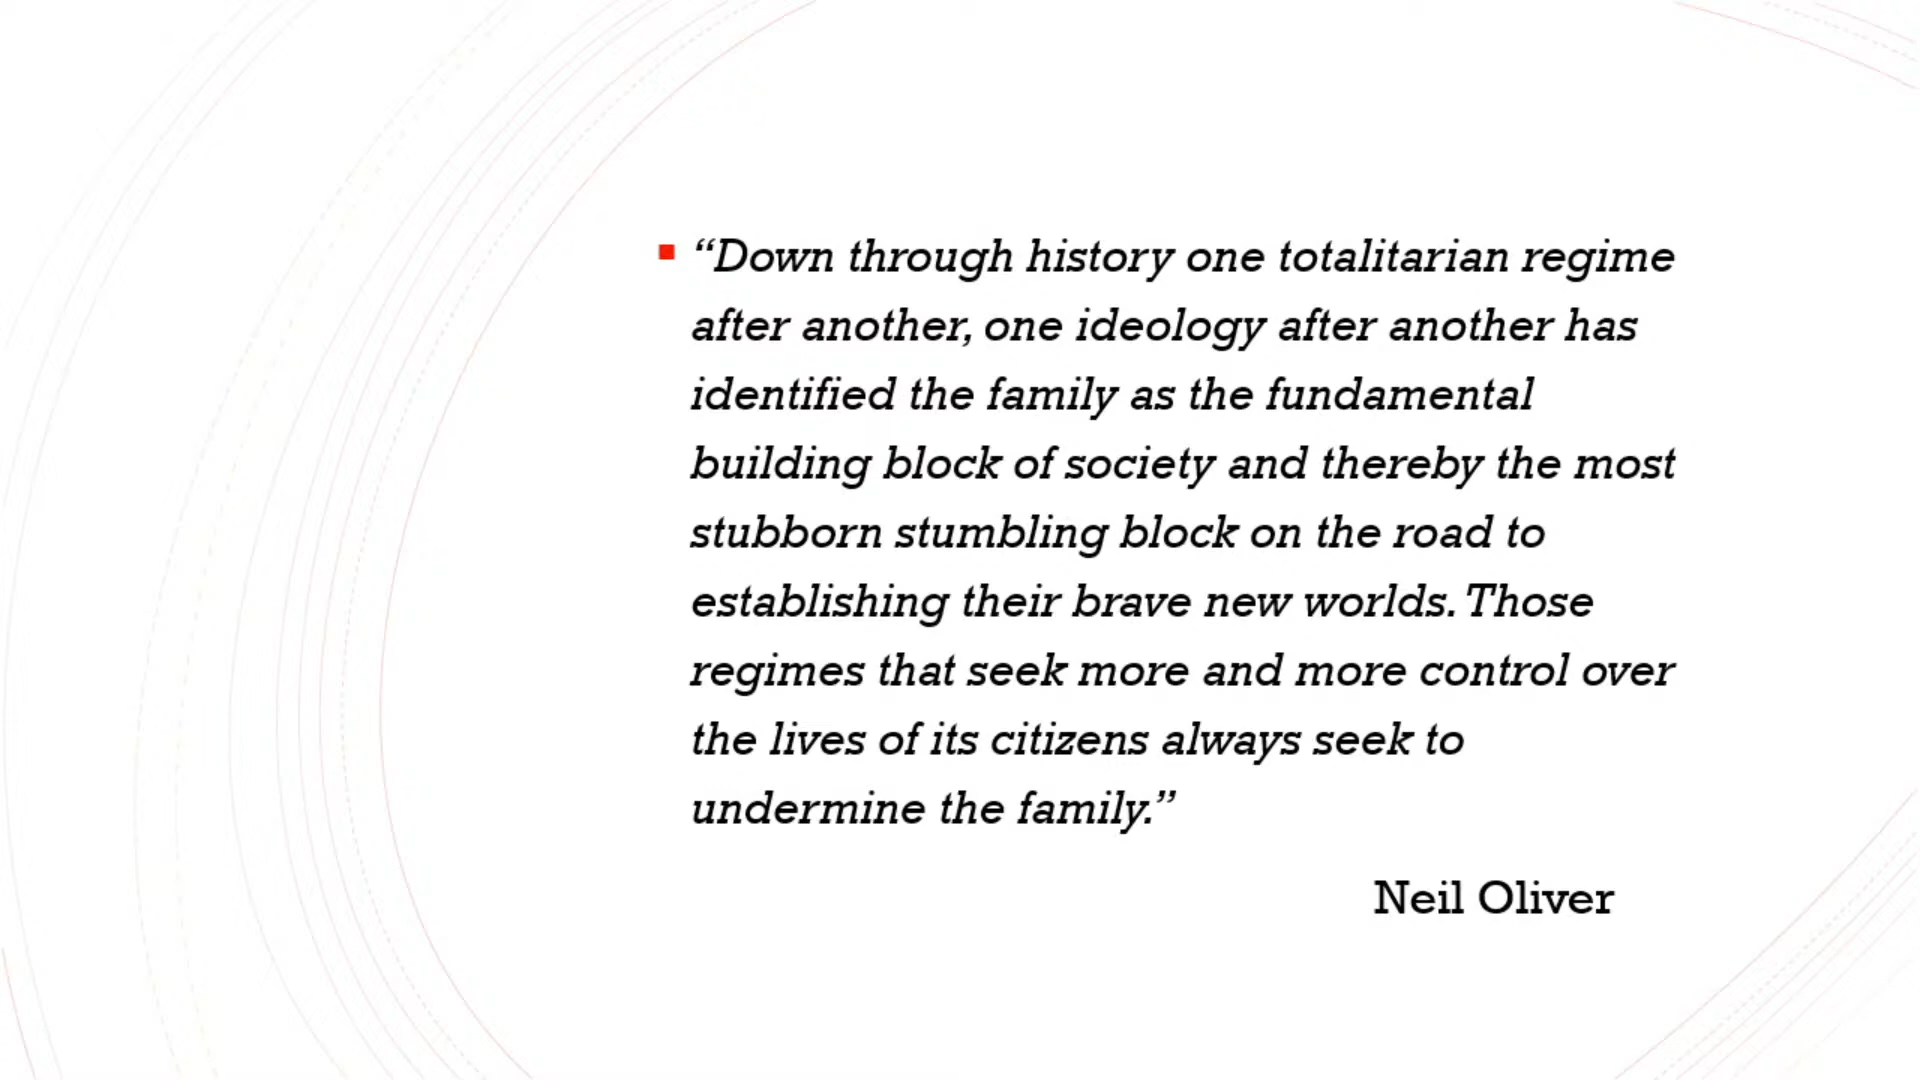 “Down through history one totalitarian regime
after another, one ideology after another has
identified the family as the fundamental
building block of society and thereby the most
stubborn stumbling block on the road to
establishing their brave new worlds. Those
regimes that seek more and more control over
the lives of its citizens always seek to
undermine the family.”
Neil Oliver